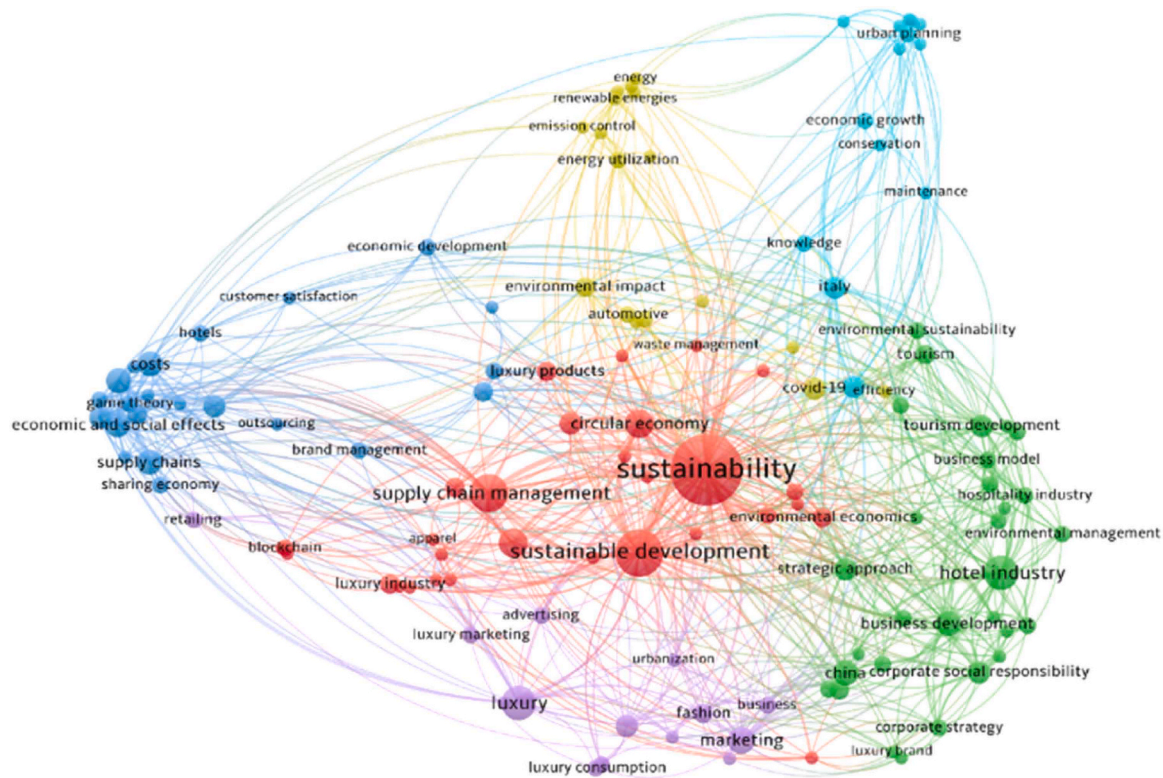 urban planning
energy
renewable energies
emission control
economic growth
conservation
energy utilization
maintenance
economic development
knowledge
environmental impact
italy
customer satisfaction
automotive
hotels
environmental sustainability
waste management
tourism
costs
luxury products
covid-19
efficiency
game theory
economic and social effects
outsourcing
circular economy
tourism development
brand management
business model
supply chains
sustainability
sharing economy
supply chain management
hospitality industry
retailing
environmental economics
environmental management
blockchain
apparel
sustainable development
strategic approach
hotel industry
luxury industry
advertising
business development
luxury marketing
urbanization
china
corporate social responsibility
luxury
fashion
business
marketing
corporate strategy
luxury brand
luxury consumption